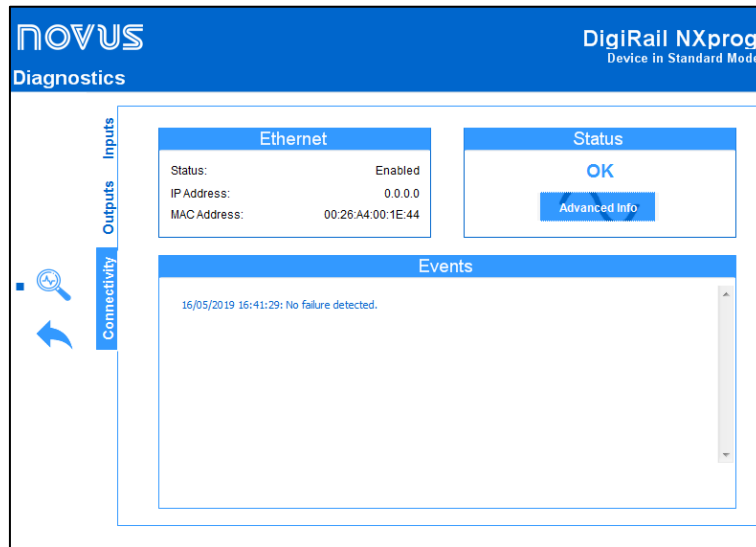 novus
DigiRail NXprog
Device in Standard Mode
Diagnostics
Inputs
Outputs
Connectivity
Ethernet
Status: Enabled
IP Address: 0.0.0.0
MAC Address: 00:26:A4:00:1E:44
Status
OK
Advanced Info
Events
16/05/2019 16:41:29: No failure detected.